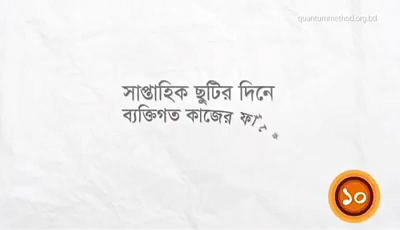 quantummethod.org.bd
সাপ্তাহিক ছুটির দিনে
ব্যক্তিগত কাজের
১০